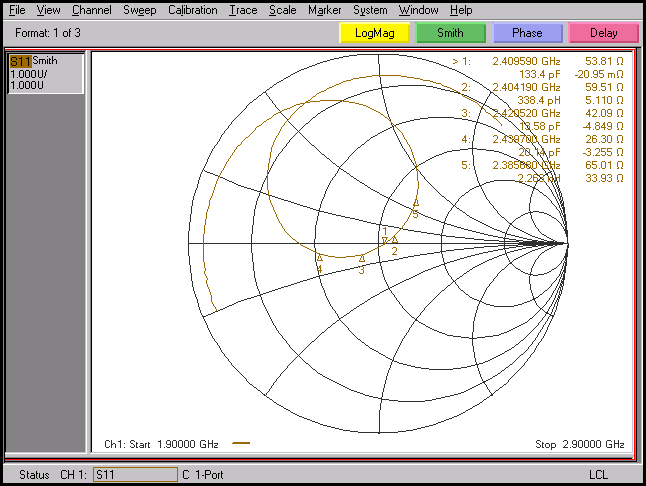 File View Channel Sweep Calibration Trace Scale Marker System Window Help
Format: 1 of 3 LogMag Smith Phase Delay
S11 Smith
1.000U/
1.000U
> 1: 2.409590 GHz 53.81 Ω
133.4 pF -20.95 mΩ
2: 2.404190 GHz 59.51 Ω
338.4 pH 5.110 Ω
3: 2.420520 GHz 42.09 Ω
13.58 pF -4.849 Ω
4: 2.439700 GHz 26.30 Ω
20.14 pF -3.255 Ω
5: 2.385680 GHz 65.01 Ω
33.93 Ω
5
1
2
4
3
Ch1: Start 1.90000 GHz Stop 2.90000 GHz
Status CH 1: S11 C 1-Port LCL